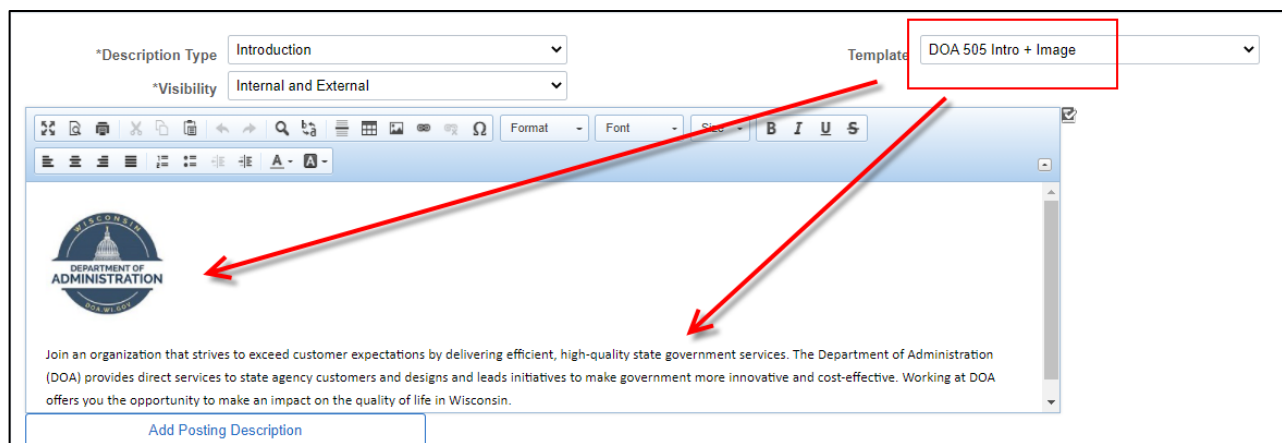 *Description Type Introduction Template DOA 505 Intro + Image
*Visibility Internal and External
Format Font Size B I U S
A A
WISCONSIN
DEPARTMENT OF
ADMINISTRATION
DOA.WI.GOV
Join an organization that strives to exceed customer expectations by delivering efficient, high-quality state government services. The Department of Administration
(DOA) provides direct services to state agency customers and designs and leads initiatives to make government more innovative and cost-effective. Working at DOA
offers you the opportunity to make an impact on the quality of life in Wisconsin.
Add Posting Description